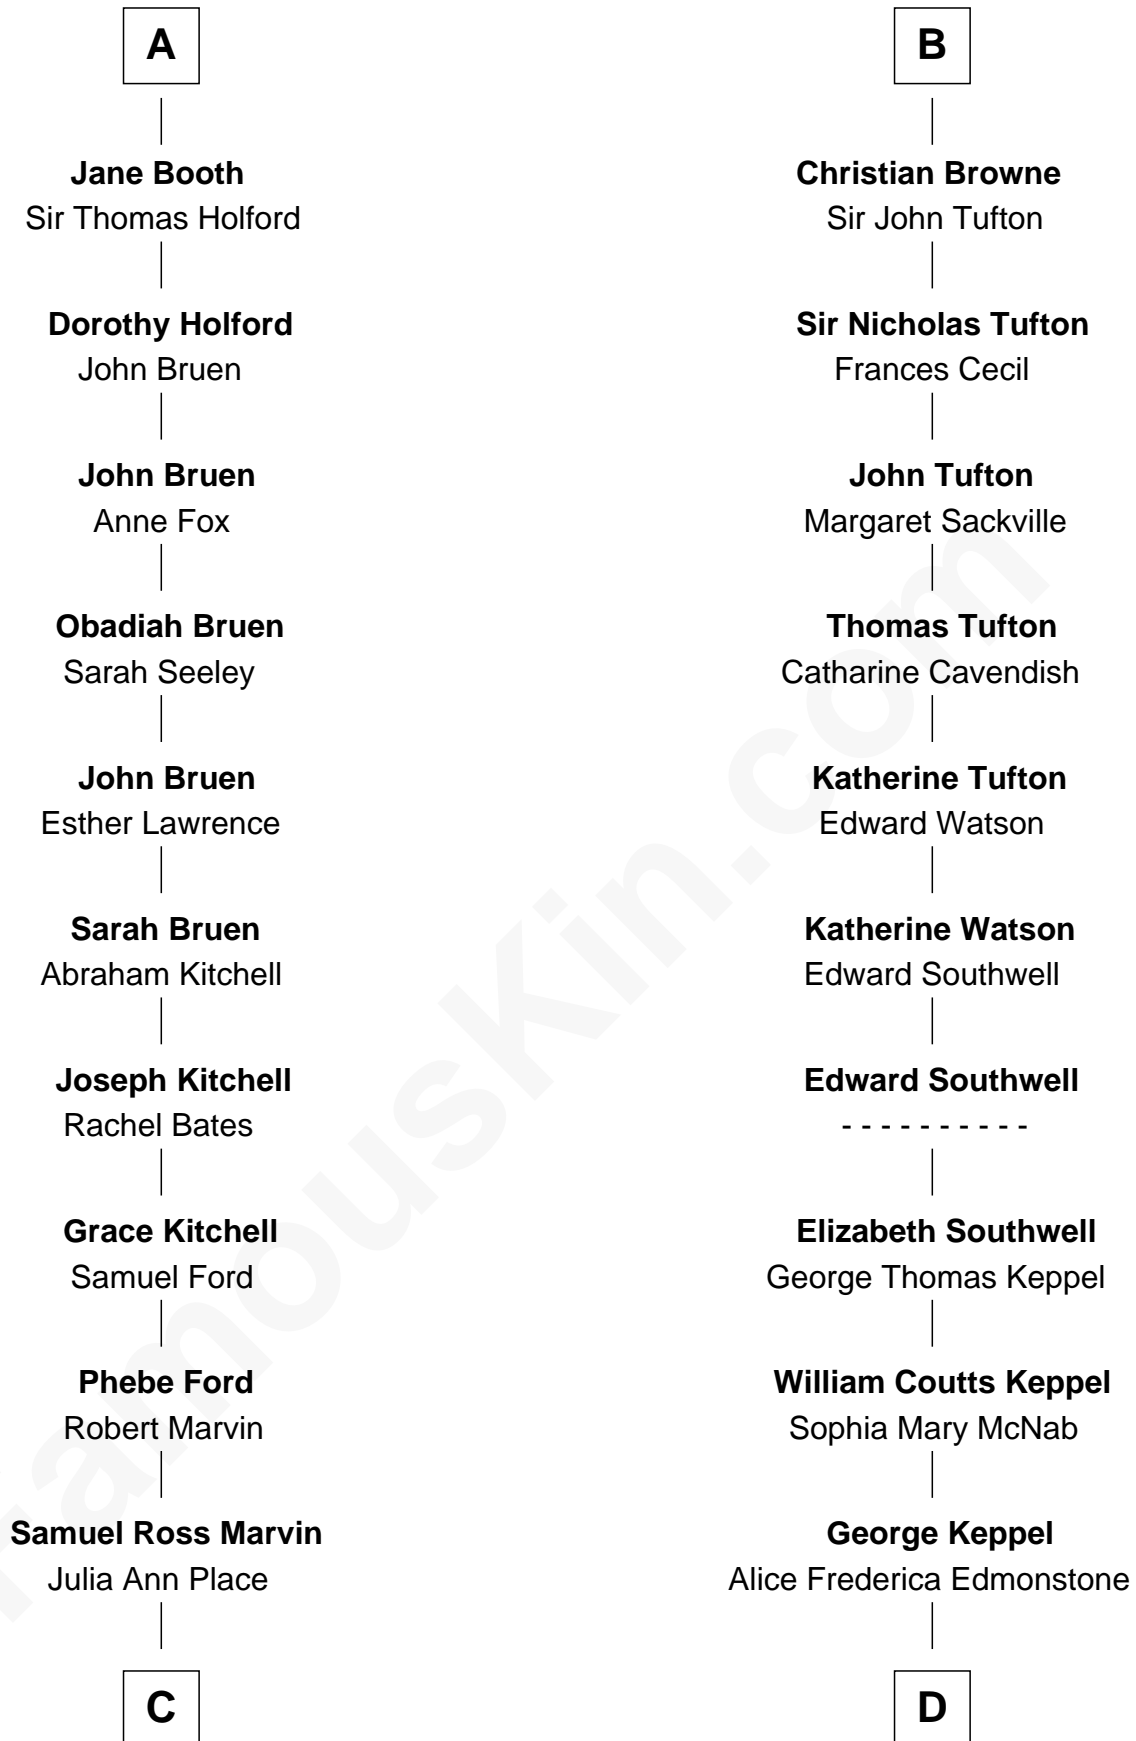 A
Jane Booth
Sir Thomas Holford
Dorothy Holford
John Bruen
John Bruen
Anne Fox
Obadiah Bruen
Sarah Seeley
John Bruen
Esther Lawrence
Sarah Bruen
Abraham Kitchell
Joseph Kitchell
Rachel Bates
Grace Kitchell
Samuel Ford
Phebe Ford
Robert Marvin
Samuel Ross Marvin
Julia Ann Place
C
B
Christian Browne
Sir John Tufton
Sir Nicholas Tufton
Frances Cecil
John Tufton
Margaret Sackville
Thomas Tufton
Catharine Cavendish
Katherine Tufton
Edward Watson
Katherine Watson
Edward Southwell
Edward Southwell
- - - - - - - - - -
Elizabeth Southwell
George Thomas Keppel
William Coutts Keppel
Sophia Mary McNab
George Keppel
Alice Frederica Edmonstone
D
FamousKin.com